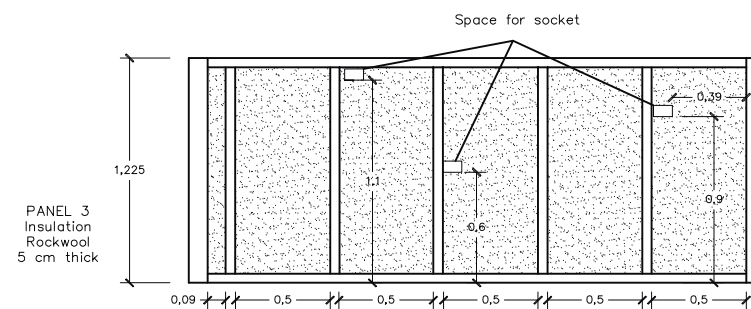 Space for socket
0,39
1,225
1.1
0,9
0.6
PANEL 3
Insulation
Rockwool
5 cm thick
0,09 0,5 0,5 0,5 0,5 0,5